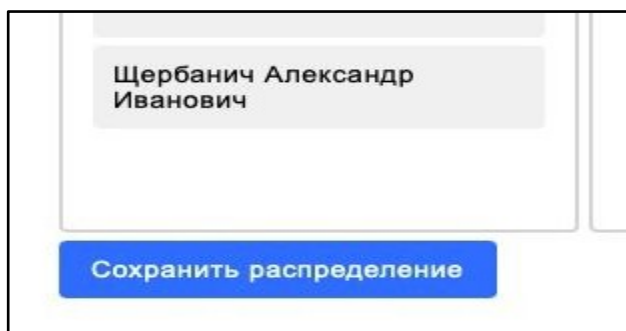 Щербанич Александр
Иванович
Сохранить распределение